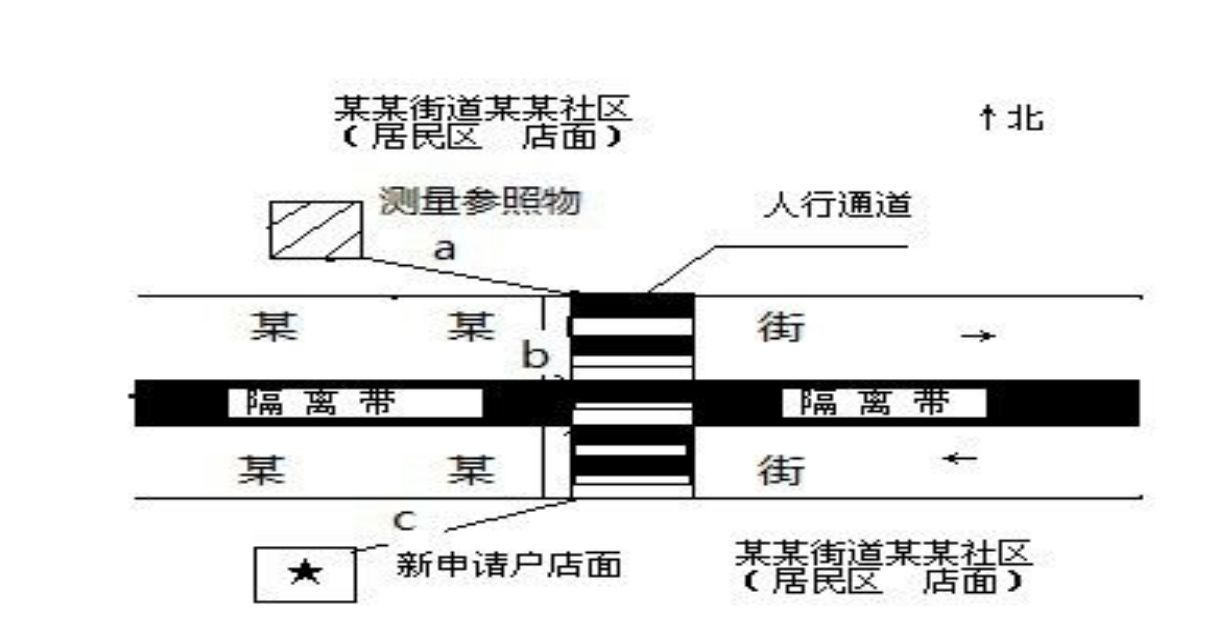 某某街道某某社区
（居民区 店面）
↑北
测量参照物
人行通道
a
某 某 街 →
b
隔离带 隔离带
某 某 街 ←
c
新申请户店面
★
某某街道某某社区
（居民区 店面）